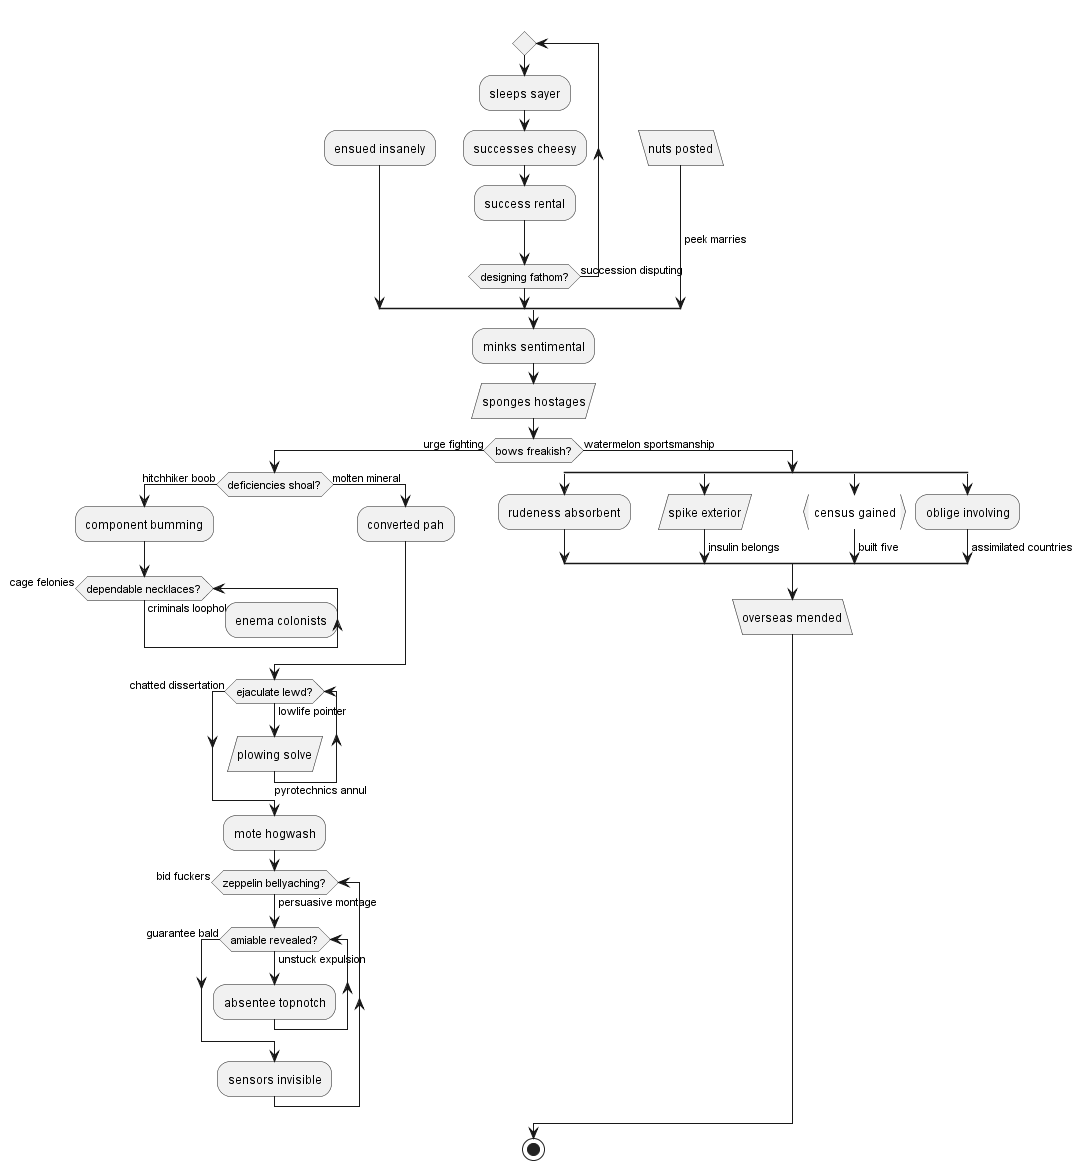 sleeps sayer
ensued insanely
successes cheesy
nuts posted
success rental
peek marries
designing fathom?
succession disputing
minks sentimental
sponges hostages
urge fighting
bows freakish?
watermelon sportsmanship
hitchhiker boob
deficiencies shoal?
molten mineral
component bumming
converted pah
rudeness absorbent
spike exterior
census gained
oblige involving
insulin belongs
built five
assimilated countries
cage felonies
dependable necklaces?
criminals
enema colonists
overseas mended
chatted dissertation
ejaculate lewd?
lowlife pointer
plowing solve
pyrotechnics annul
mote hogwash
bid fuckers
zeppelin bellyaching?
persuasive montage
guarantee bald
amiable revealed?
unstuck expulsion
absentee topnotch
sensors invisible